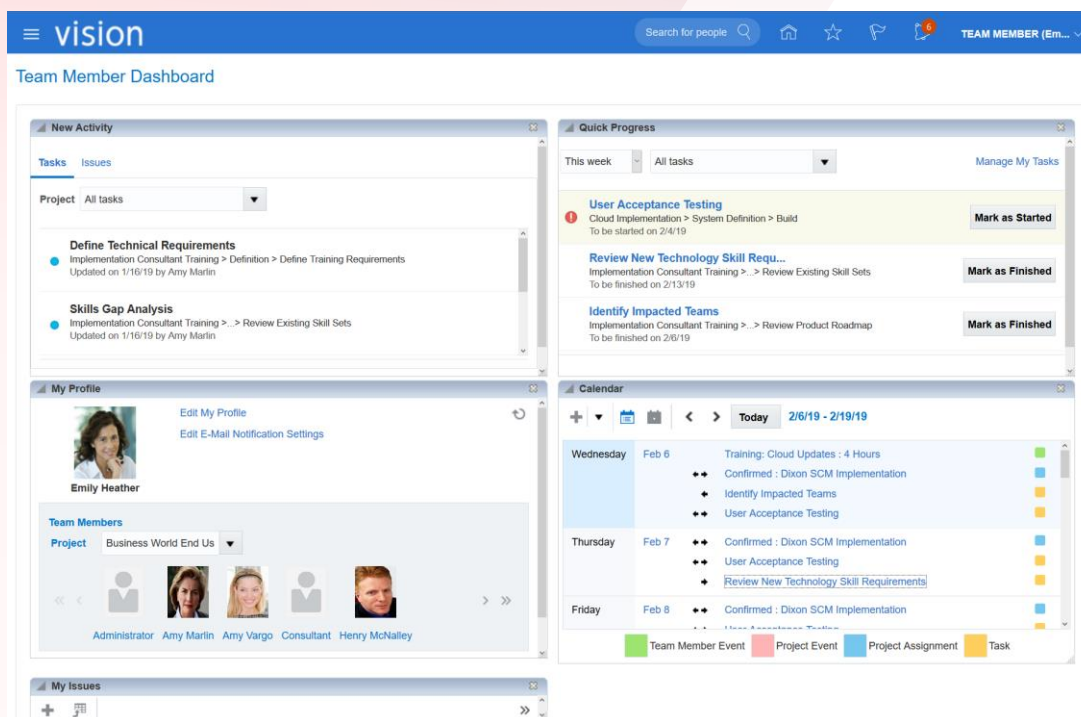 vision
Search for people
6
TEAM MEMBER (Em...
Team Member Dashboard
New Activity
Tasks Issues
Project All tasks
Define Technical Requirements
Implementation Consultant Training > Definition > Define Training Requirements
Updated on 1/16/19 by Amy Marlin
Skills Gap Analysis
Implementation Consultant Training >...> Review Existing Skill Sets
Updated on 1/16/19 by Amy Marlin
Quick Progress
This week All tasks Manage My Tasks
User Acceptance Testing
Cloud Implementation > System Definition > Build
To be started on 2/4/19
Mark as Started
Review New Technology Skill Requ...
Implementation Consultant Training >...> Review Existing Skill Sets
To be finished on 2/13/19
Mark as Finished
Identify Impacted Teams
Implementation Consultant Training >...> Review Product Roadmap
To be finished on 2/6/19
Mark as Finished
My Profile
Edit My Profile
Edit E-Mail Notification Settings
Emily Heather
Team Members
Project Business World End Us
Administrator Amy Marlin Amy Vargo Consultant Henry McNalley
Calendar
Today 2/6/19 - 2/19/19
Wednesday Feb 6 Training: Cloud Updates : 4 Hours
Confirmed : Dixon SCM Implementation
Identify Impacted Teams
User Acceptance Testing
Thursday Feb 7 Confirmed : Dixon SCM Implementation
User Acceptance Testing
Review New Technology Skill Requirements
Friday Feb 8 Confirmed : Dixon SCM Implementation
User Acceptance Testing
Team Member Event Project Event Project Assignment Task
My Issues